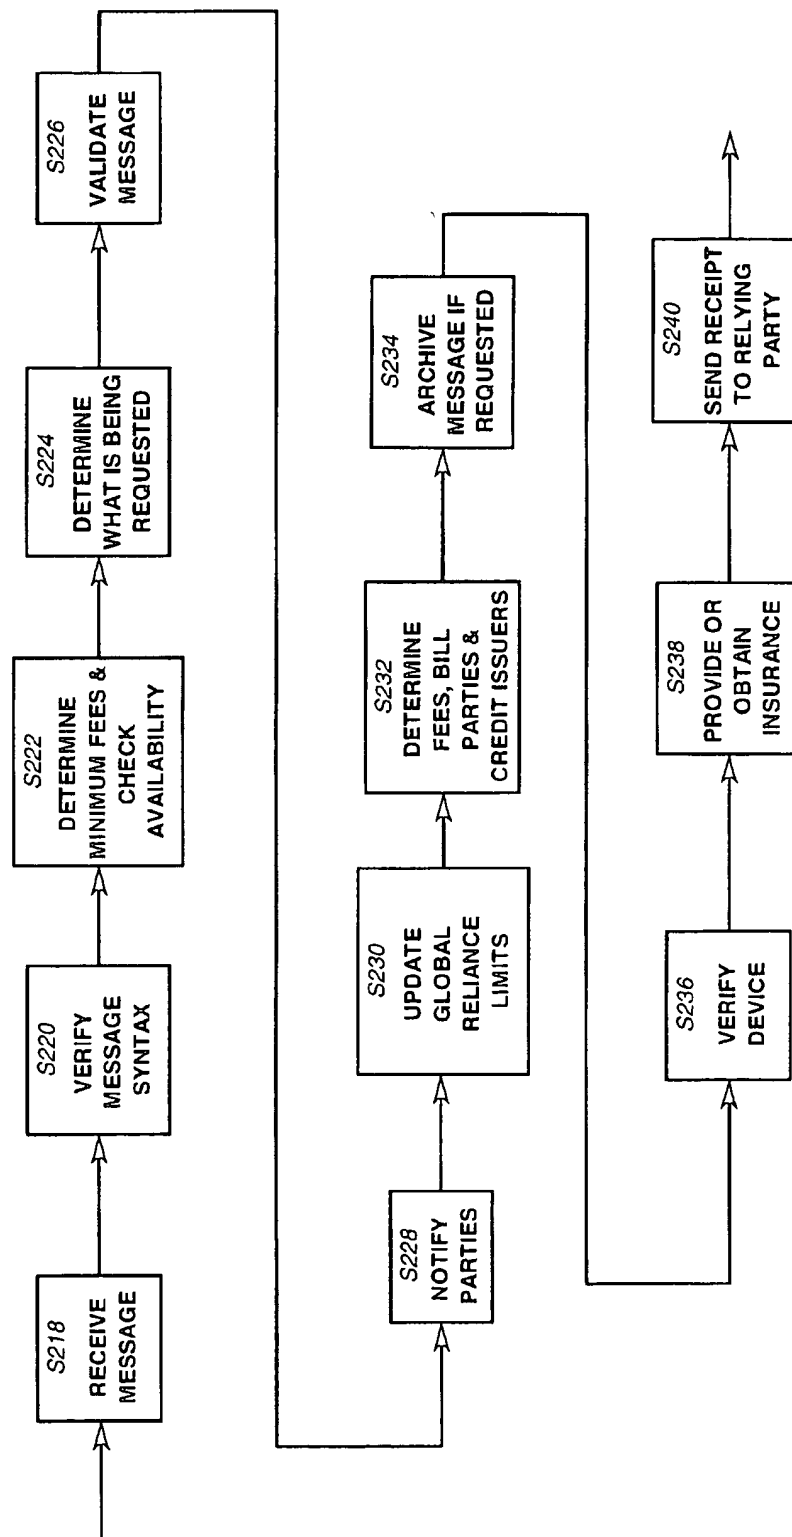 S218
RECEIVE
MESSAGE
S220
VERIFY
MESSAGE
SYNTAX
S222
DETERMINE
MINIMUM FEES &
CHECK
AVAILABILITY
S224
DETERMINE
WHAT IS BEING
REQUESTED
S226
VALIDATE
MESSAGE
S228
NOTIFY
PARTIES
S230
UPDATE
GLOBAL
RELIANCE
LIMITS
S232
DETERMINE
FEES, BILL
PARTIES &
CREDIT ISSUERS
S234
ARCHIVE
MESSAGE IF
REQUESTED
S236
VERIFY
DEVICE
S238
PROVIDE OR
OBTAIN
INSURANCE
S240
SEND RECEIPT
TO RELYING
PARTY